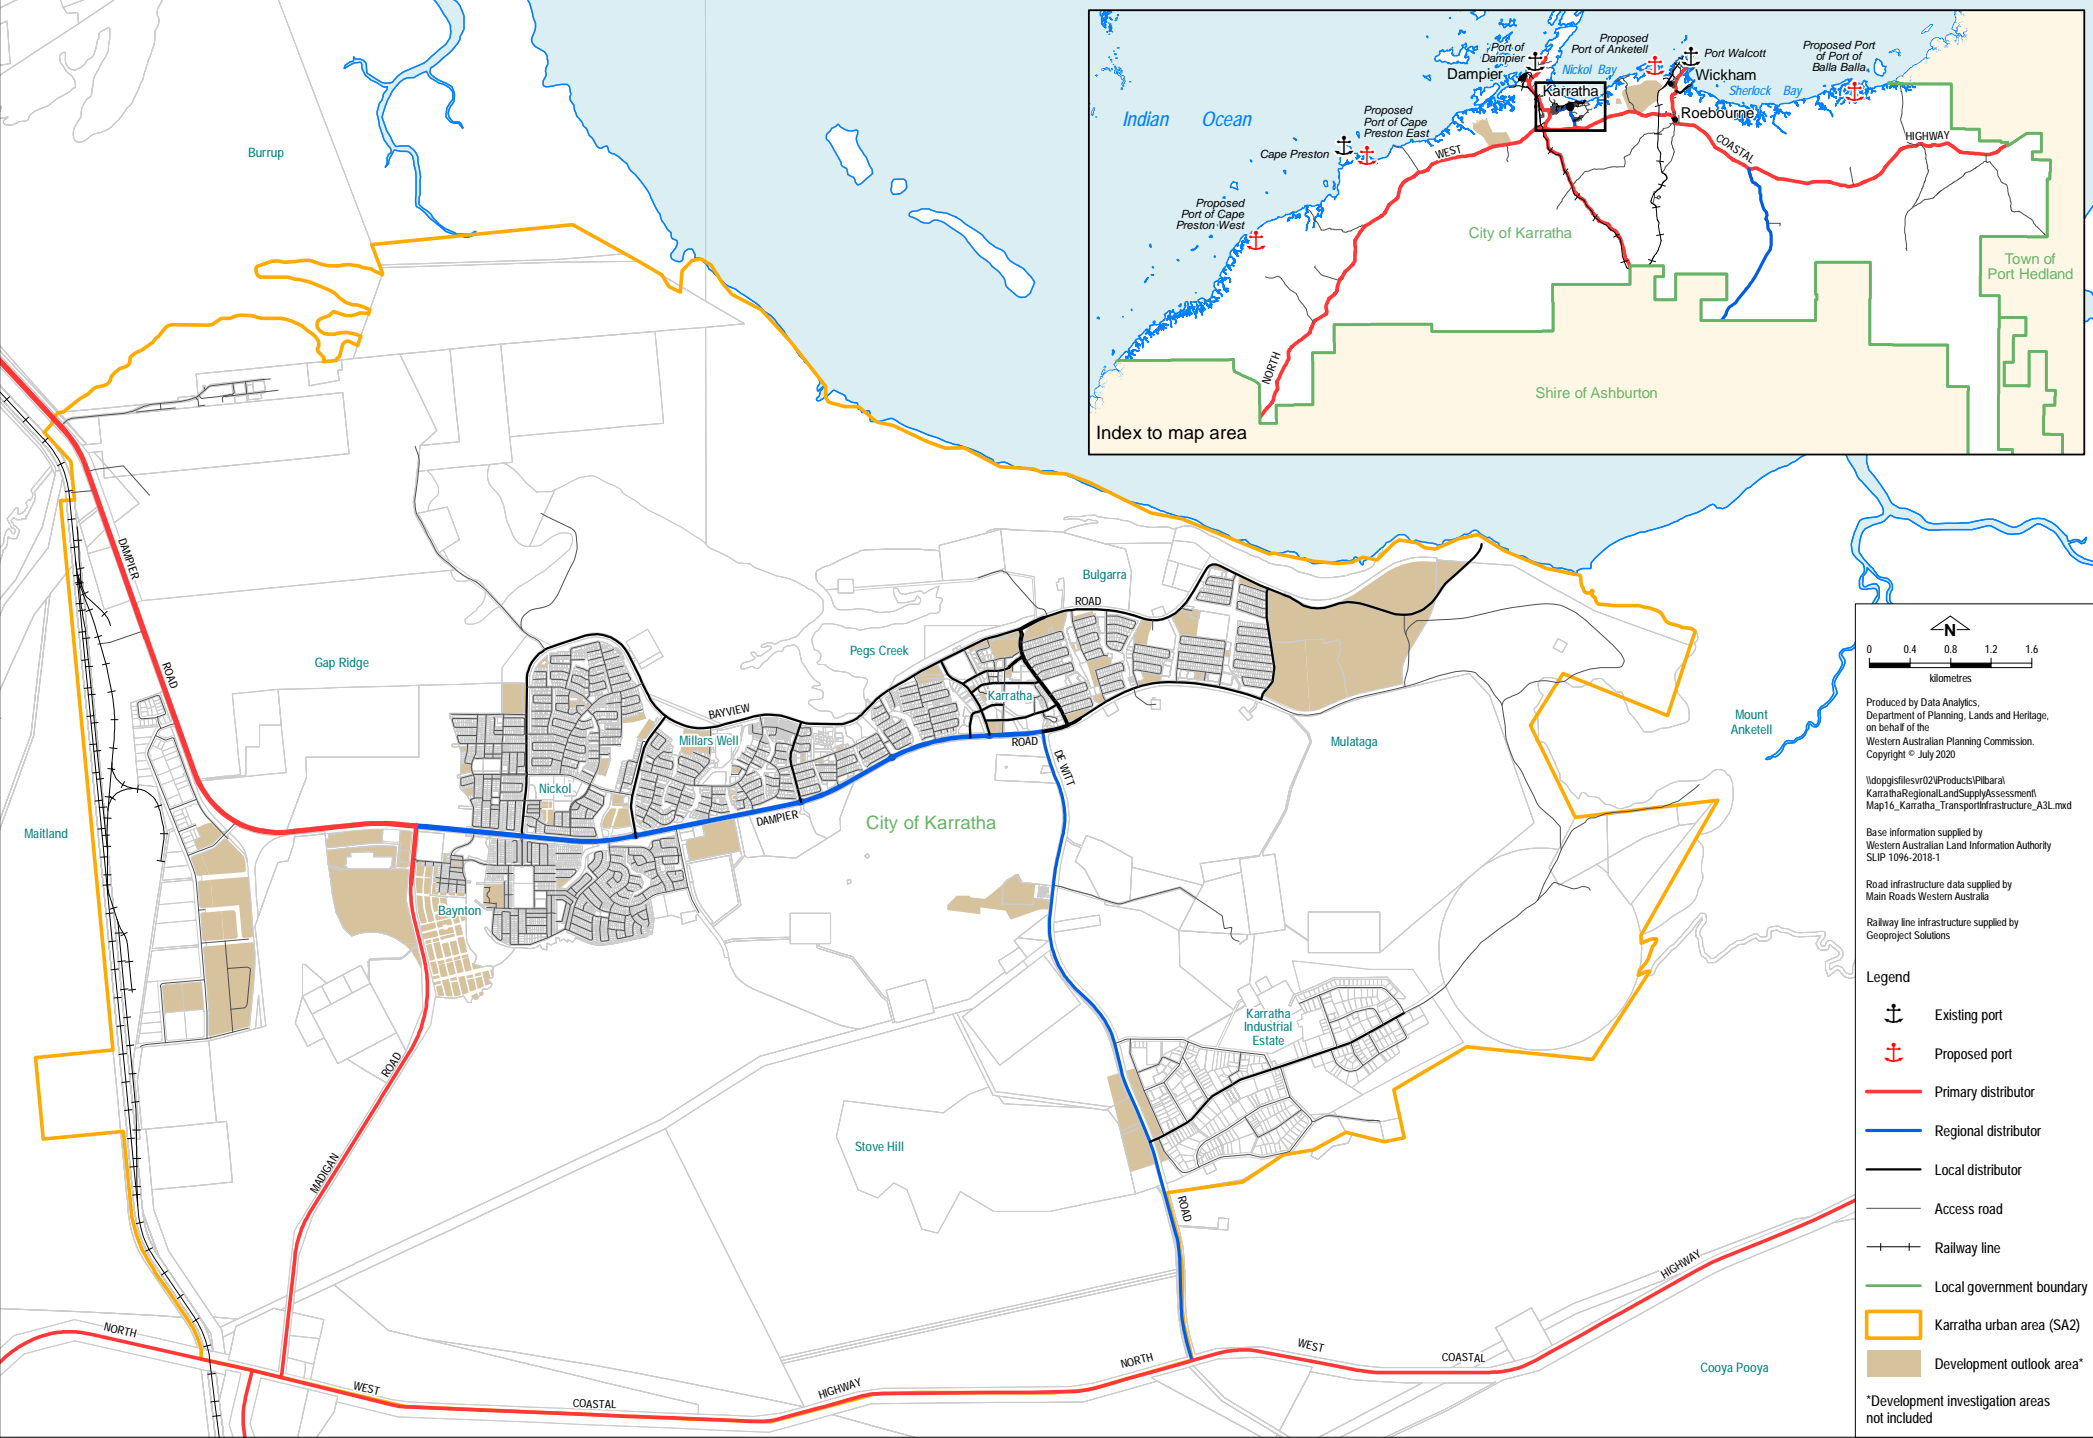 Burrup
Indian Ocean
Port of
Dampier
Dampier
Nickol Bay
Karratha
Proposed
Port of Anketell
Port Walcott
Wickham
Roebourne
Proposed Port
of Port of
Balla Balla
Sherlock Bay
Proposed
Port of Cape
Preston East
Cape Preston
Proposed
Port of Cape
Preston West
WEST
COASTAL
HIGHWAY
NORTH
City of Karratha
Town of
Port Hedland
Shire of Ashburton
Index to map area
DAMPIER
ROAD
Gap Ridge
Maitland
Bulgarra
ROAD
Pegs Creek
Karratha
BAYVIEW
Millars Well
Nickol
ROAD
DAMPIER
DE WITT
Mulataga
Mount
Anketell
City of Karratha
Baynton
Karratha
Industrial
Estate
ROAD
MADIGAN
Stove Hill
ROAD
HIGHWAY
NORTH
WEST
COASTAL
HIGHWAY
NORTH
WEST
COASTAL
Cooya Pooya
N
0 0.4 0.8 1.2 1.6
kilometres
Produced by Data Analytics,
Department of Planning, Lands and Heritage,
on behalf of the
Western Australian Planning Commission.
Copyright © July 2020
\\dopgisfilesvr02\iProducts\Pilbara\
KarrathaRegionalLandSupplyAssessment\
Map16_Karratha_TransportInfrastructure_A3L.mxd
Base information supplied by
Western Australian Land Information Authority
SLIP 1096-2018-1
Road infrastructure data supplied by
Main Roads Western Australia
Railway line infrastructure supplied by
Geoproject Solutions
Legend
Existing port
Proposed port
Primary distributor
Regional distributor
Local distributor
Access road
Railway line
Local government boundary
Karratha urban area (SA2)
Development outlook area*
*Development investigation areas
not included